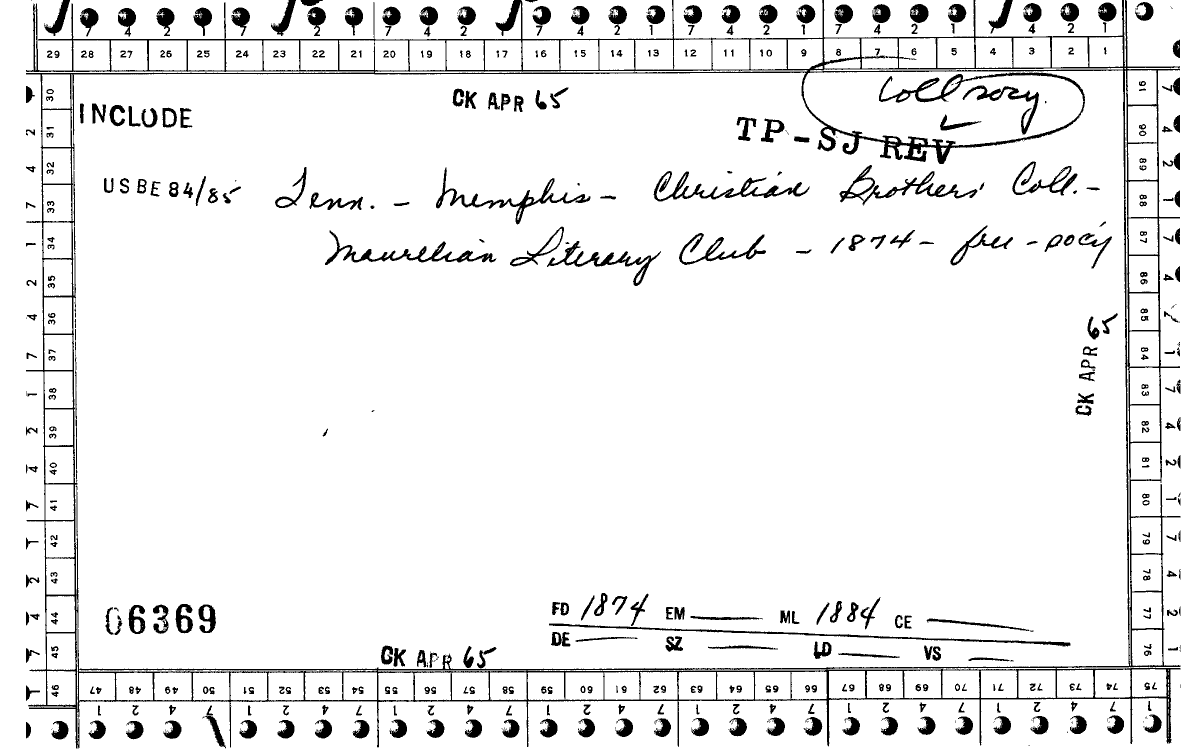 7 4 2 1 7 4 2 1 7 4 2 1 7 4 2 1 7 4 2 1 7 4 2 1 7 4 2 1
29 28 27 26 25 24 23 22 21 20 19 18 17 16 15 14 13 12 11 10 9 8 7 6 5 4 3 2 1
INCLUDE
CK APR 65
Coll socy.
TP-SJ REV
USBE 84/85 Tenn. - Memphis - Christian Brothers' Coll. -
Maurelian Literary Club - 1874 - free - soc'y
CK APR 65
06369
FD 1874 EM ML 1884 CE
DE SZ LD VS
CK APR 65
30 31 32 33 34 35 36 37 38 39 40 41 42 43 44 45 46
91 90 89 88 87 86 85 84 83 82 81 80 79 78 77 76 75
47 48 49 50 51 52 53 54 55 56 57 58 59 60 61 62 63 64 65 66 67 68 69 70 71 72 73 74 75
1 2 4 7 1 2 4 7 1 2 4 7 1 2 4 7 1 2 4 7 1 2 4 7 1 2 4 7 1